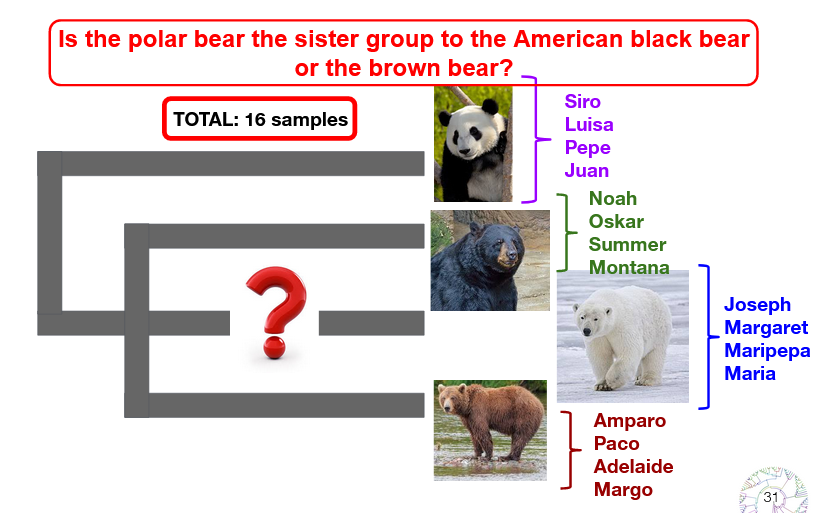 Is the polar bear the sister group to the American black bear
or the brown bear?
TOTAL: 16 samples
Siro
Luisa
Pepe
Juan
Noah
Oskar
Summer
Montana
Joseph
Margaret
Maripepa
Maria
Amparo
Paco
Adelaide
Margo
31